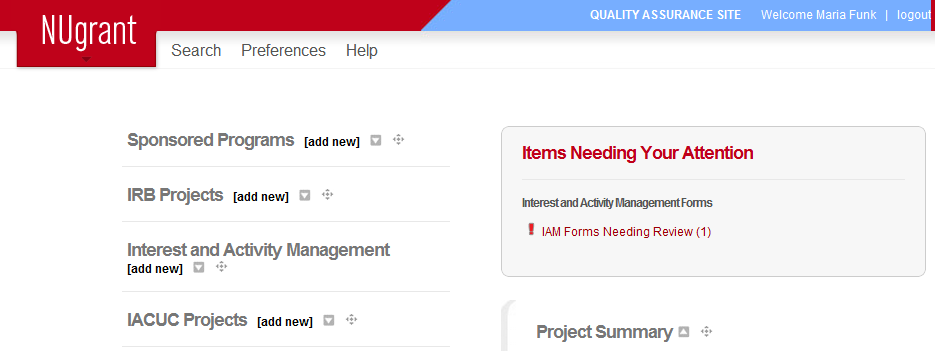 NUgrant
QUALITY ASSURANCE SITE Welcome Maria Funk | logout
Search Preferences Help
Sponsored Programs [add new]
IRB Projects [add new]
Interest and Activity Management
[add new]
IACUC Projects [add new]
Items Needing Your Attention
Interest and Activity Management Forms
IAM Forms Needing Review (1)
Project Summary